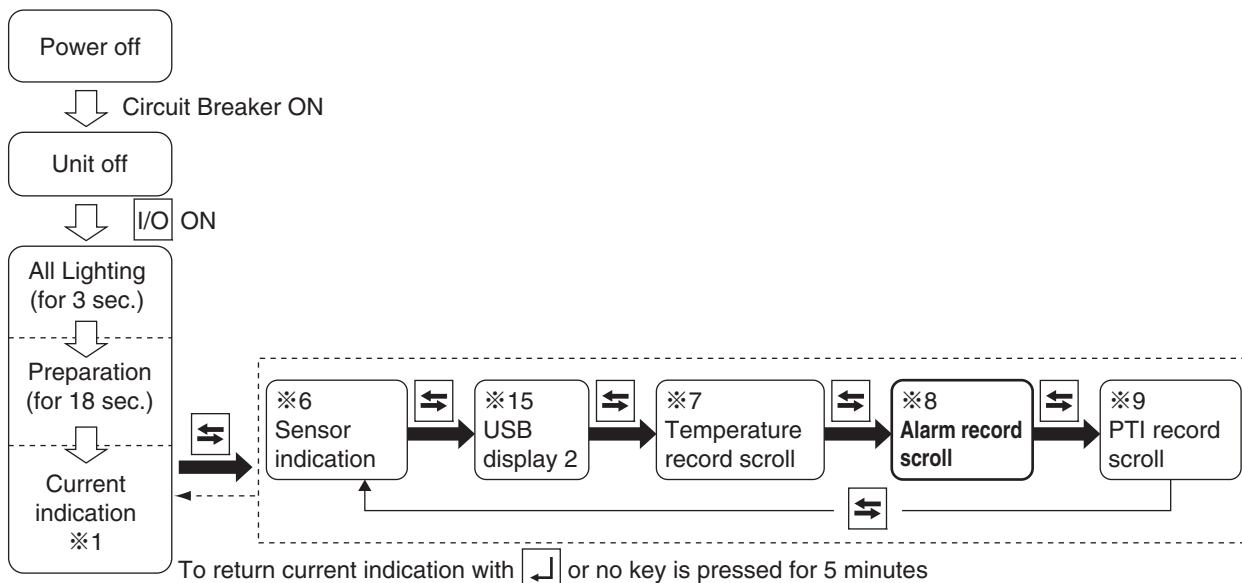 Power off
Circuit Breaker ON
Unit off
I/O ON
All Lighting
(for 3 sec.)
Preparation
(for 18 sec.)
Current
indication
※1
※6
Sensor
indication
※15
USB
display 2
※7
Temperature
record scroll
※8
Alarm record
scroll
※9
PTI record
scroll
To return current indication with or no key is pressed for 5 minutes